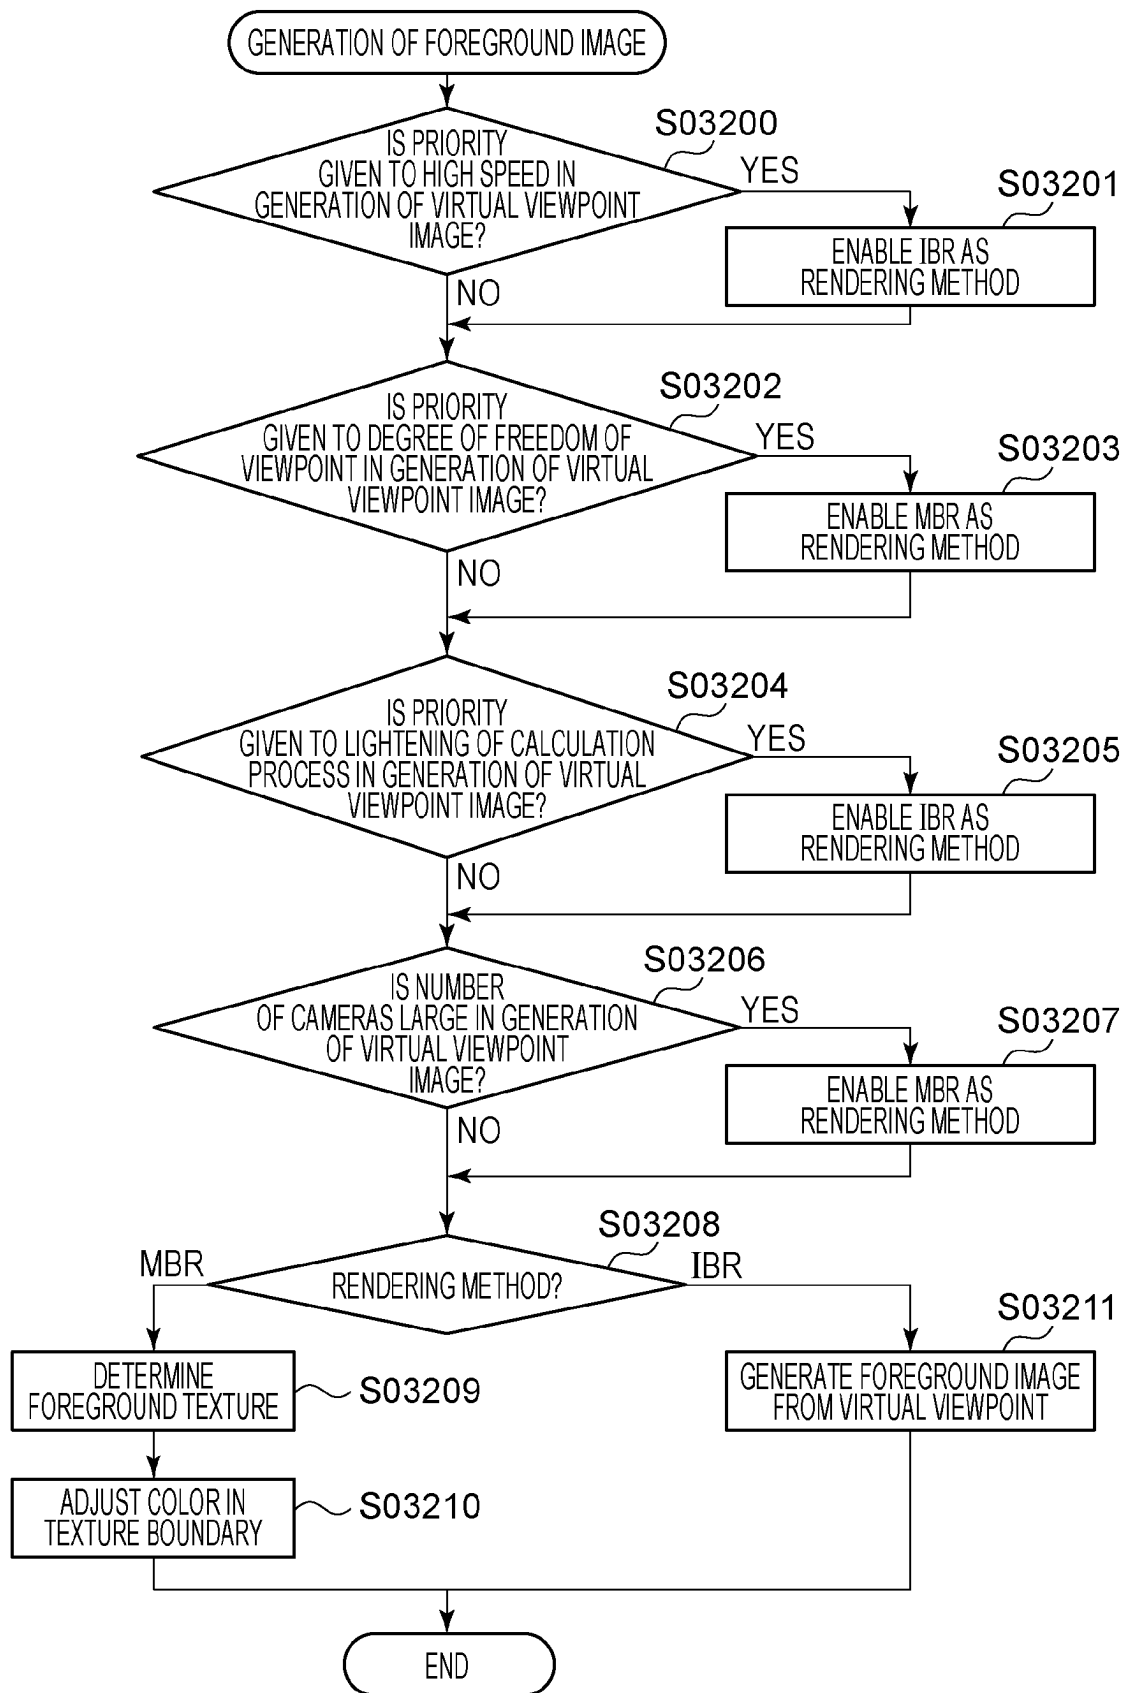 GENERATION OF FOREGROUND IMAGE
S03200
IS PRIORITY
GIVEN TO HIGH SPEED IN
GENERATION OF VIRTUAL VIEWPOINT
IMAGE?
YES
S03201
ENABLE IBR AS
RENDERING METHOD
NO
S03202
IS PRIORITY
GIVEN TO DEGREE OF FREEDOM OF
VIEWPOINT IN GENERATION OF VIRTUAL
VIEWPOINT IMAGE?
YES
S03203
ENABLE MBR AS
RENDERING METHOD
NO
S03204
IS PRIORITY
GIVEN TO LIGHTENING OF CALCULATION
PROCESS IN GENERATION OF VIRTUAL
VIEWPOINT IMAGE?
YES
S03205
ENABLE IBR AS
RENDERING METHOD
NO
S03206
IS NUMBER
OF CAMERAS LARGE IN GENERATION
OF VIRTUAL VIEWPOINT
IMAGE?
YES
S03207
ENABLE MBR AS
RENDERING METHOD
NO
S03208
RENDERING METHOD?
MBR
IBR
DETERMINE
FOREGROUND TEXTURE
S03209
ADJUST COLOR IN
TEXTURE BOUNDARY
S03210
S03211
GENERATE FOREGROUND IMAGE
FROM VIRTUAL VIEWPOINT
END